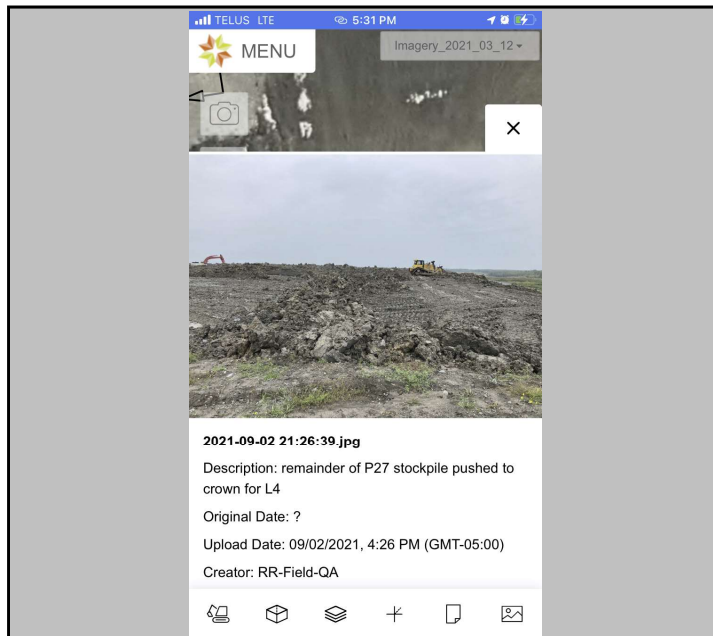 TELUS LTE 5:31 PM
MENU
Imagery_2021_03_12
2021-09-02 21:26:39.jpg
Description: remainder of P27 stockpile pushed to
crown for L4
Original Date: ?
Upload Date: 09/02/2021, 4:26 PM (GMT-05:00)
Creator: RR-Field-QA